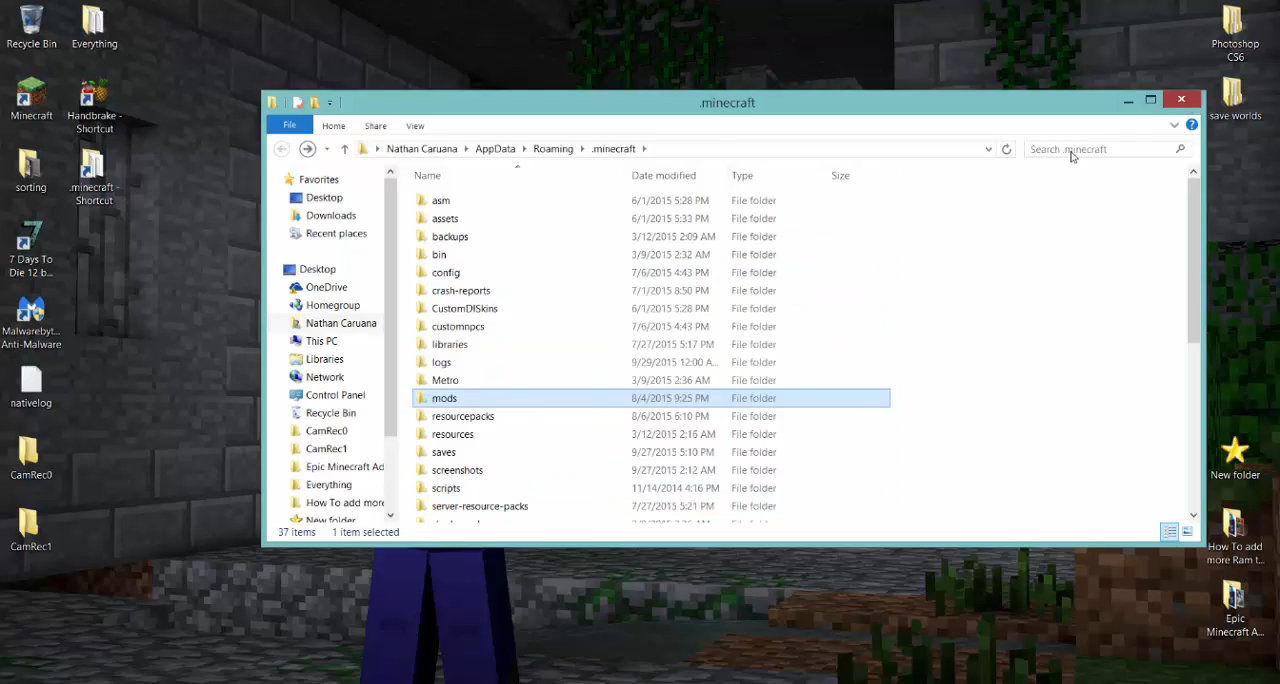 Recycle Bin
Everything
Minecraft
Handbrake -
Shortcut
sorting
.minecraft -
Shortcut
7 Days To
Die 12 b...
Malwarebyt...
Anti-Malware
nativelog
CamRec0
CamRec1
.minecraft
File
Home
Share
View
Nathan Caruana
AppData
Roaming
.minecraft
Search .minecraft
Favorites
Desktop
Downloads
Recent places
Desktop
OneDrive
Homegroup
Nathan Caruana
This PC
Libraries
Network
Control Panel
Recycle Bin
CamRec0
CamRec1
Epic Minecraft Ad
Everything
How To add more
New folder
Name Date modified Type Size
asm 6/1/2015 5:28 PM File folder
assets 6/1/2015 5:33 PM File folder
backups 3/12/2015 2:09 AM File folder
bin 3/9/2015 2:32 AM File folder
config 7/6/2015 4:43 PM File folder
crash-reports 7/1/2015 8:50 PM File folder
CustomDISkins 6/1/2015 5:28 PM File folder
customnpcs 7/6/2015 4:43 PM File folder
libraries 7/27/2015 5:17 PM File folder
logs 9/29/2015 12:00 A... File folder
Metro 3/9/2015 2:36 AM File folder
mods 8/4/2015 9:25 PM File folder
resourcepacks 8/6/2015 6:10 PM File folder
resources 3/12/2015 2:16 AM File folder
saves 9/27/2015 5:10 PM File folder
screenshots 9/27/2015 2:12 AM File folder
scripts 11/14/2014 4:16 PM File folder
server-resource-packs 7/27/2015 5:21 PM File folder
37 items 1 item selected
Photoshop
CS6
save worlds
New folder
How To add
more Ram t...
Epic
Minecraft A...